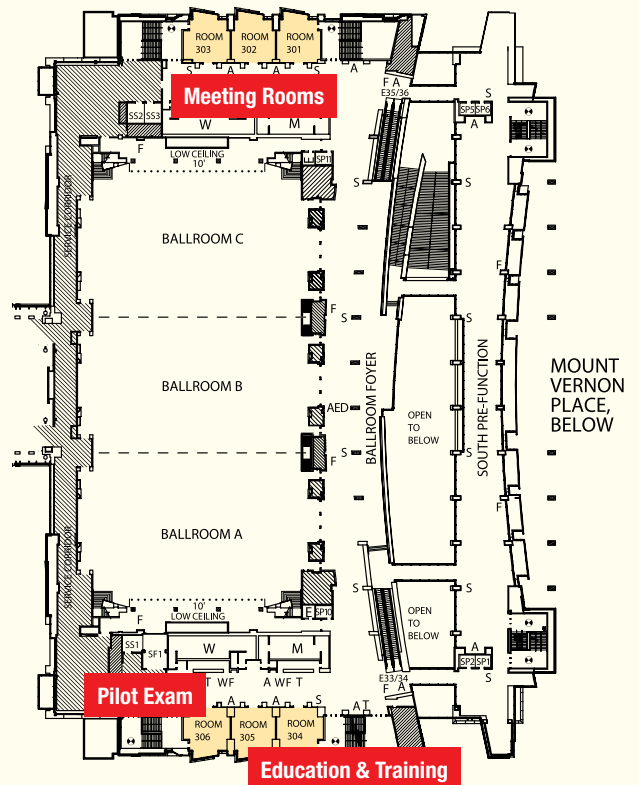 ROOM
303
ROOM
302
ROOM
301
S
A
A
S
A
F A
E35/36
Meeting Rooms
SS2
SS3
W
M
S
SP5
SP6
A
F
LOW CEILING
10'
SP11
S
S
SERVICE CORRIDOR
BALLROOM C
F
F
S
BALLROOM B
AED
BALLROOM FOYER
OPEN
TO
BELOW
SOUTH PRE-FUNCTION
MOUNT
VERNON
PLACE,
BELOW
S
F
S
F
BALLROOM A
SERVICE CORRIDOR
S
S
10'
LOW CEILING
F
F
SP10
OPEN
TO
BELOW
SS1
SF1
W
M
A
SP2
SP1
S
T WF
A WF T
E33/34
F A
Pilot Exam
A
A
S
A T
ROOM
306
ROOM
305
ROOM
304
Education & Training